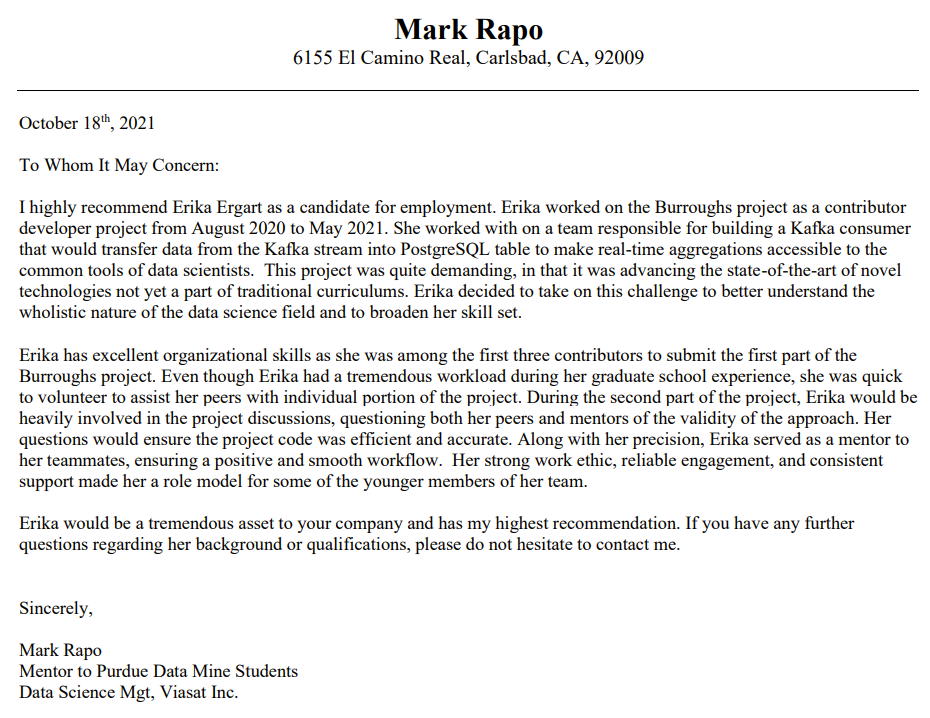 Mark Rapo
6155 El Camino Real, Carlsbad, CA, 92009
October 18th, 2021
To Whom It May Concern:
I highly recommend Erika Ergart as a candidate for employment. Erika worked on the Burroughs project as a contributor
developer project from August 2020 to May 2021. She worked with on a team responsible for building a Kafka consumer
that would transfer data from the Kafka stream into PostgreSQL table to make real-time aggregations accessible to the
common tools of data scientists.  This project was quite demanding, in that it was advancing the state-of-the-art of novel
technologies not yet a part of traditional curriculums. Erika decided to take on this challenge to better understand the
wholistic nature of the data science field and to broaden her skill set.
Erika has excellent organizational skills as she was among the first three contributors to submit the first part of the
Burroughs project. Even though Erika had a tremendous workload during her graduate school experience, she was quick
to volunteer to assist her peers with individual portion of the project. During the second part of the project, Erika would be
heavily involved in the project discussions, questioning both her peers and mentors of the validity of the approach. Her
questions would ensure the project code was efficient and accurate. Along with her precision, Erika served as a mentor to
her teammates, ensuring a positive and smooth workflow.  Her strong work ethic, reliable engagement, and consistent
support made her a role model for some of the younger members of her team.
Erika would be a tremendous asset to your company and has my highest recommendation. If you have any further
questions regarding her background or qualifications, please do not hesitate to contact me.
Sincerely,
Mark Rapo
Mentor to Purdue Data Mine Students
Data Science Mgt, Viasat Inc.